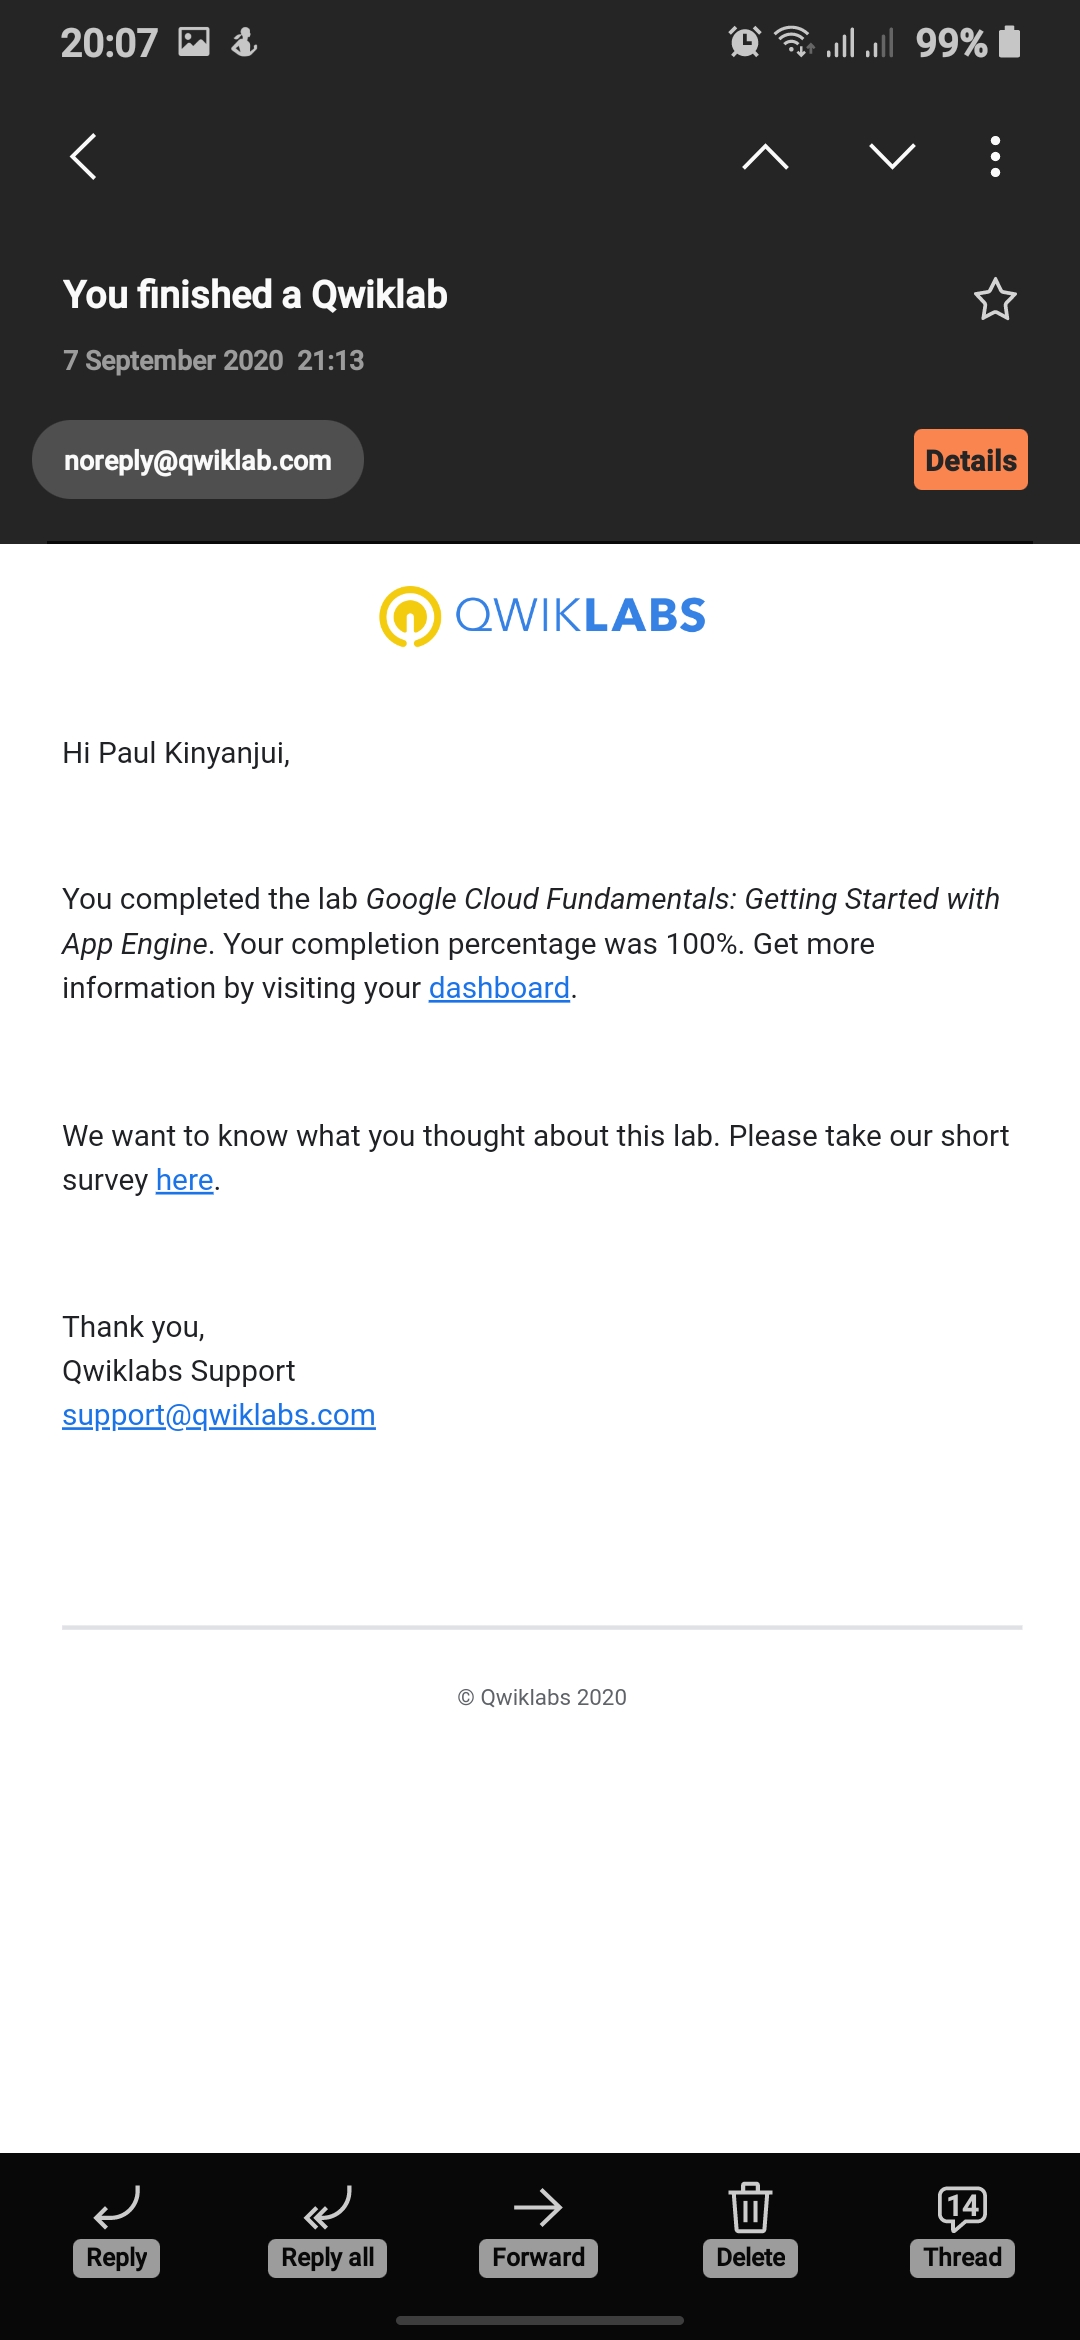 20:07
99%
You finished a Qwiklab
7 September 2020 21:13
noreply@qwiklab.com
Details
QWIKLABS
Hi Paul Kinyanjui,
You completed the lab Google Cloud Fundamentals: Getting Started with
App Engine. Your completion percentage was 100%. Get more
information by visiting your dashboard.
We want to know what you thought about this lab. Please take our short
survey here.
Thank you,
Qwiklabs Support
support@qwiklabs.com
© Qwiklabs 2020
14
Reply
Reply all
Forward
Delete
Thread